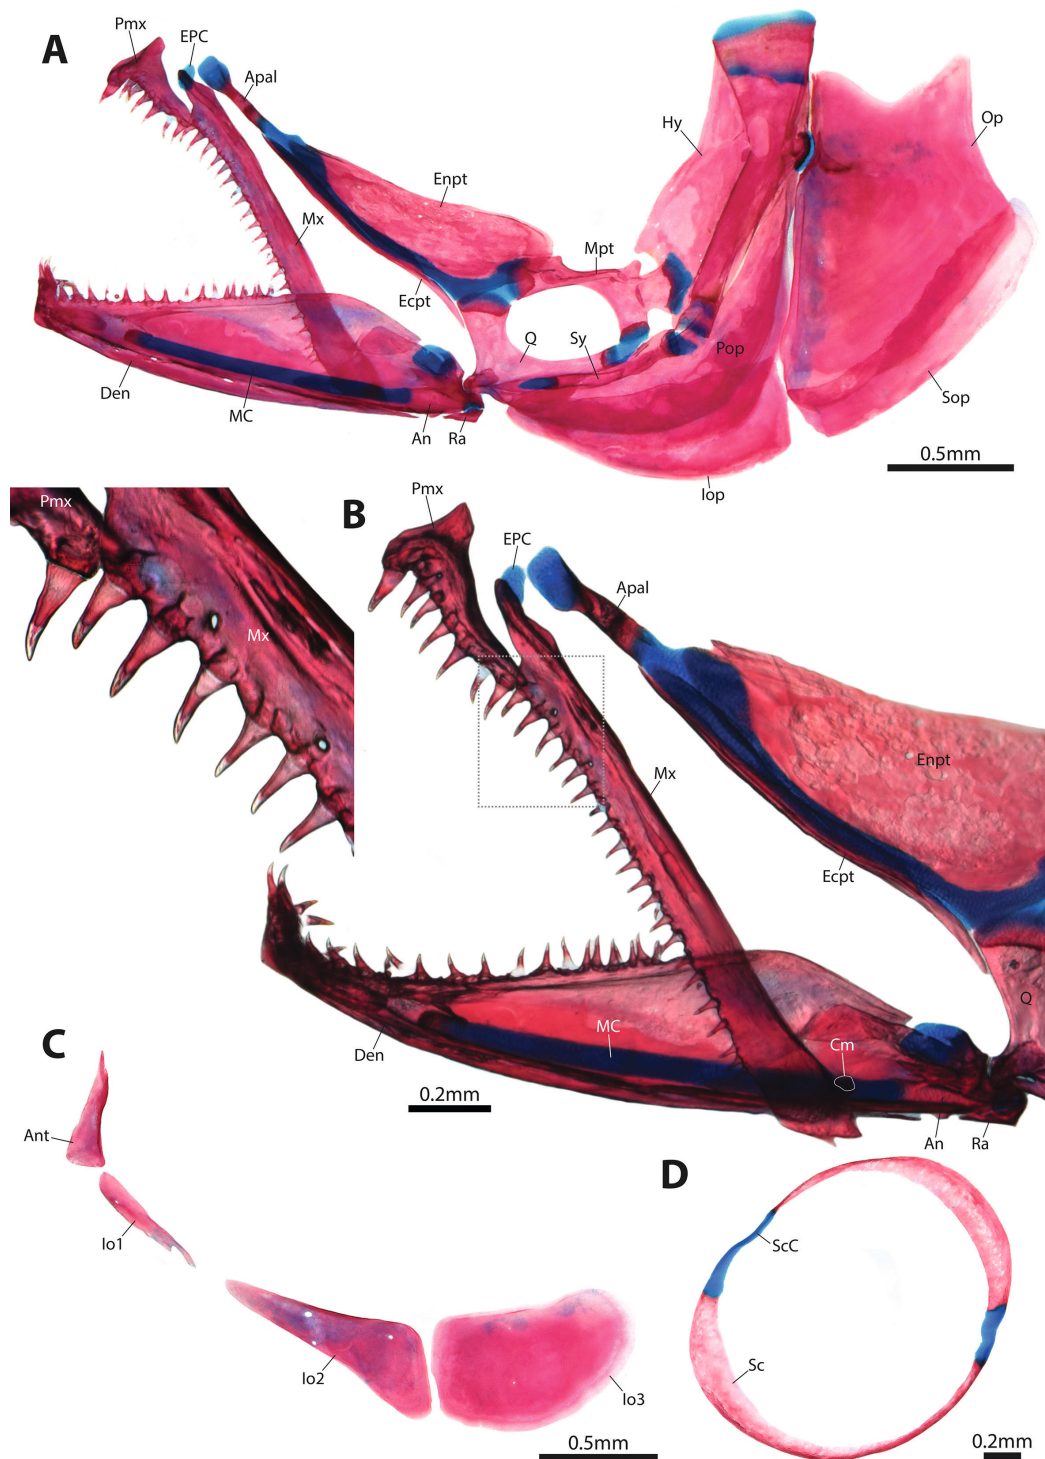 A
Pmx
EPC
Apal
Hy
Op
Enpt
Mx
Mpt
Ecpt
Q
Sy
Pop
Den
MC
An
Ra
Sop
Iop
0.5mm
Pmx
Mx
B
Pmx
EPC
Apal
Enpt
Mx
Ecpt
Q
MC
Cm
Den
An
Ra
0.2mm
C
Ant
Io1
Io2
Io3
0.5mm
D
ScC
Sc
0.2mm